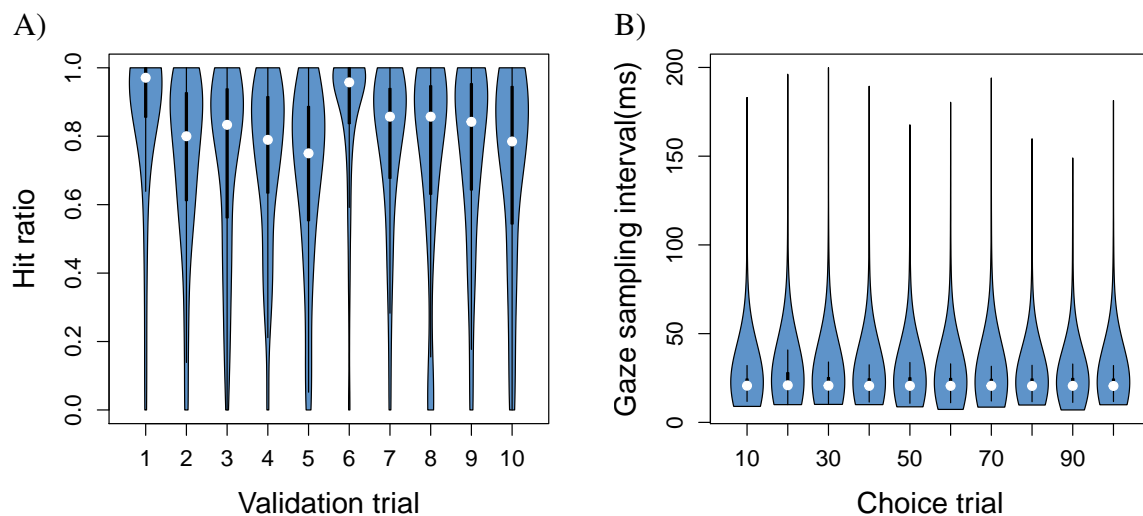 A)
Hit ratio
0.0 0.2 0.4 0.6 0.8 1.0
1 2 3 4 5 6 7 8 9 10
Validation trial
B)
Gaze sampling interval(ms)
0 50 100 150 200
10 30 50 70 90
Choice trial